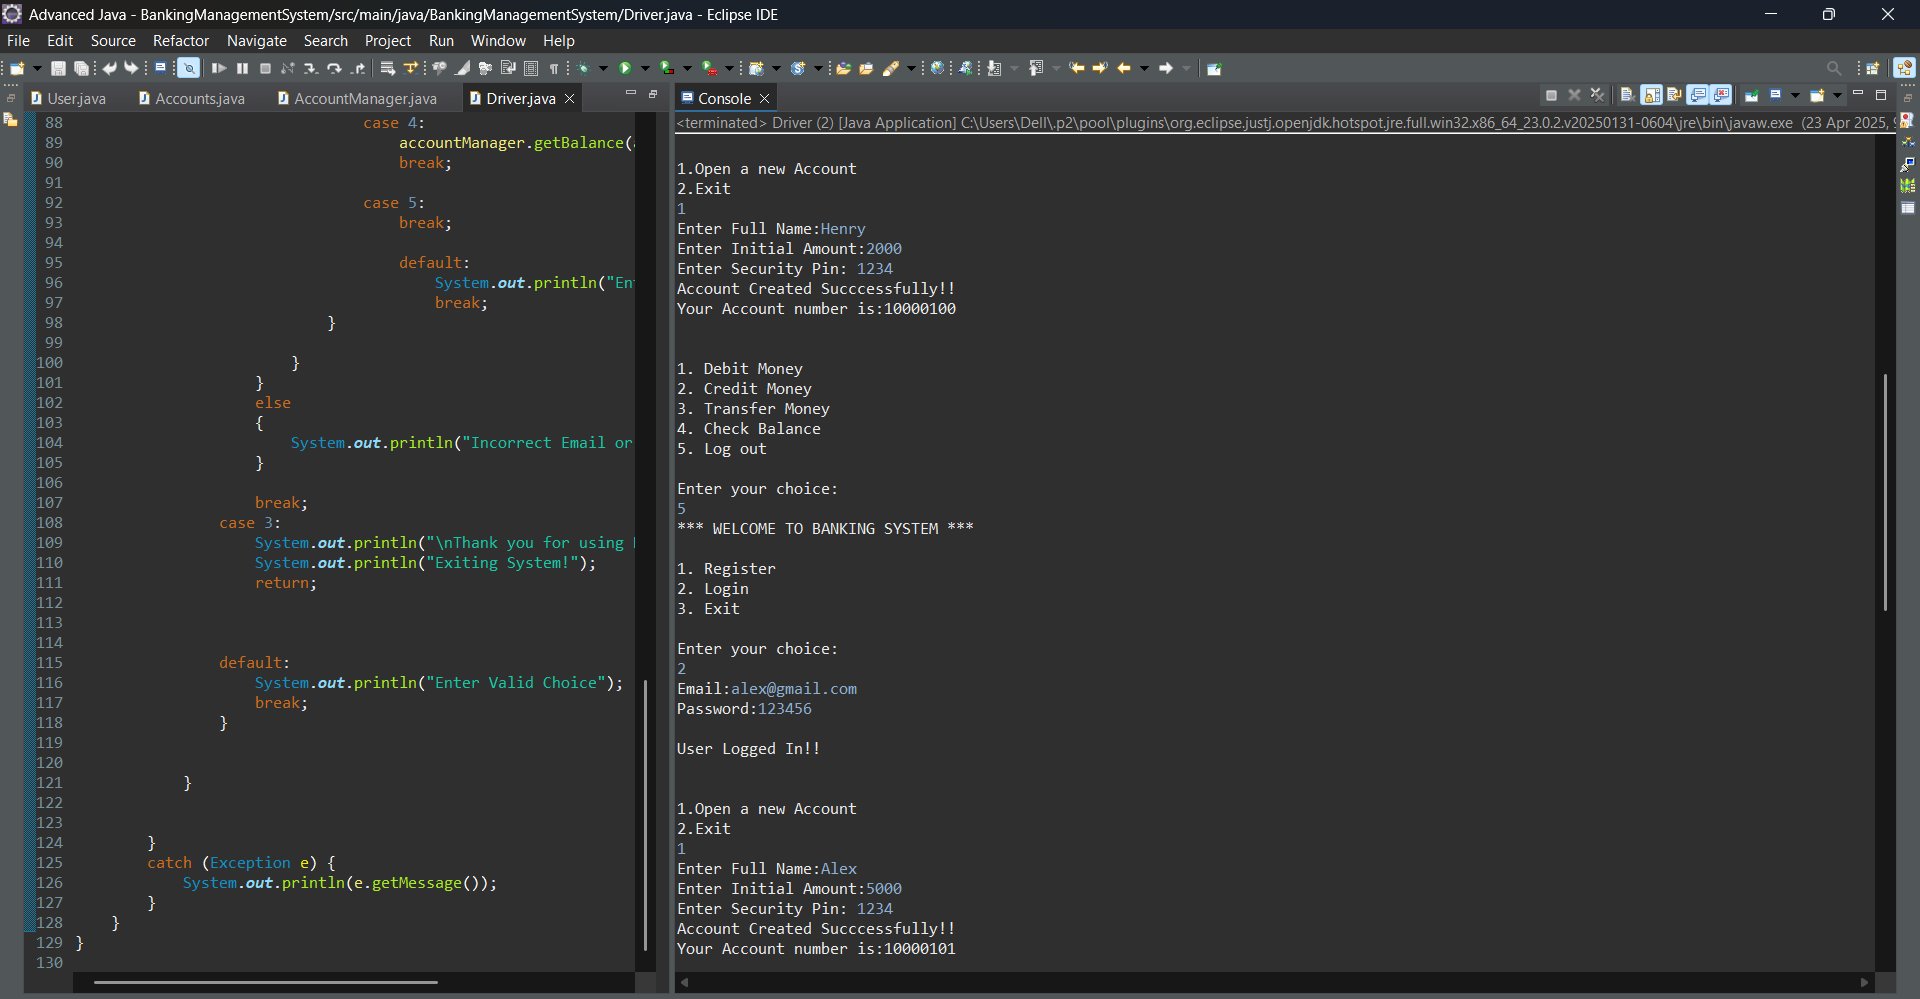 Advanced Java - BankingManagementSystem/src/main/java/BankingManagementSystem/Driver.java - Eclipse IDE
File Edit Source Refactor Navigate Search Project Run Window Help
User.java Accounts.java AccountManager.java Driver.java
88 case 4:
89 accountManager.getBalance(
90 break;
91
92 case 5:
93 break;
94
95 default:
96 System.out.println("En
97 break;
98 }
99
100 }
101 }
102 else
103 {
104 System.out.println("Incorrect Email or
105 }
106
107 break;
108 case 3:
109 System.out.println("\nThank you for using
110 System.out.println("Exiting System!");
111 return;
112
113
114
115 default:
116 System.out.println("Enter Valid Choice");
117 break;
118 }
119
120
121 }
122
123
124 }
125 catch (Exception e) {
126 System.out.println(e.getMessage());
127 }
128 }
129 }
130
Console
<terminated> Driver (2) [Java Application] C:\Users\Dell\.p2\pool\plugins\org.eclipse.justj.openjdk.hotspot.jre.full.win32.x86_64_23.0.2.v20250131-0604\jre\bin\javaw.exe (23 Apr 2025,
1.Open a new Account
2.Exit
1
Enter Full Name:Henry
Enter Initial Amount:2000
Enter Security Pin: 1234
Account Created Succcessfully!!
Your Account number is:10000100
1. Debit Money
2. Credit Money
3. Transfer Money
4. Check Balance
5. Log out
Enter your choice:
5
*** WELCOME TO BANKING SYSTEM ***
1. Register
2. Login
3. Exit
Enter your choice:
2
Email:alex@gmail.com
Password:123456
User Logged In!!
1.Open a new Account
2.Exit
1
Enter Full Name:Alex
Enter Initial Amount:5000
Enter Security Pin: 1234
Account Created Succcessfully!!
Your Account number is:10000101